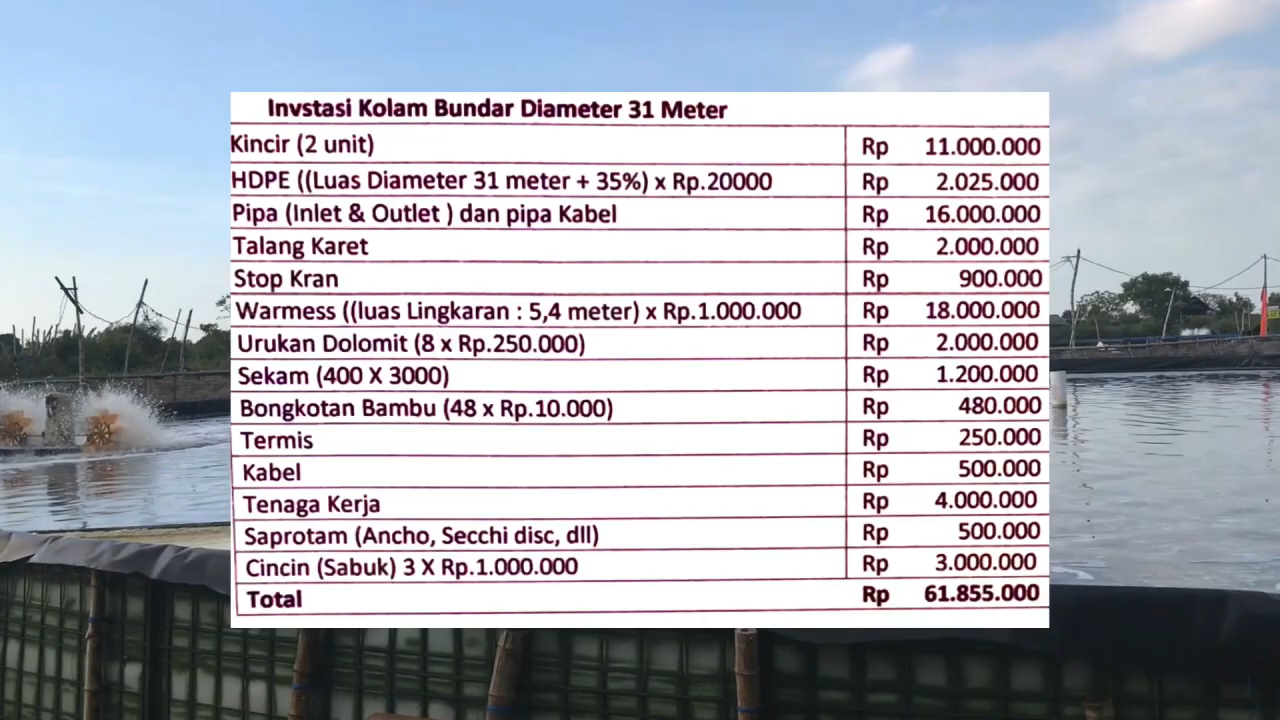 Invstasi Kolam Bundar Diameter 31 Meter
Kincir (2 unit) Rp 11.000.000
HDPE ((Luas Diameter 31 meter + 35%) x Rp.20000 Rp 2.025.000
Pipa (Inlet & Outlet ) dan pipa Kabel Rp 16.000.000
Talang Karet Rp 2.000.000
Stop Kran Rp 900.000
Warmess ((luas Lingkaran : 5,4 meter) x Rp.1.000.000 Rp 18.000.000
Urukan Dolomit (8 x Rp.250.000) Rp 2.000.000
Sekam (400 X 3000) Rp 1.200.000
Bongkotan Bambu (48 x Rp.10.000) Rp 480.000
Termis Rp 250.000
Kabel Rp 500.000
Tenaga Kerja Rp 4.000.000
Saprotam (Ancho, Secchi disc, dll) Rp 500.000
Cincin (Sabuk) 3 X Rp.1.000.000 Rp 3.000.000
Total Rp 61.855.000